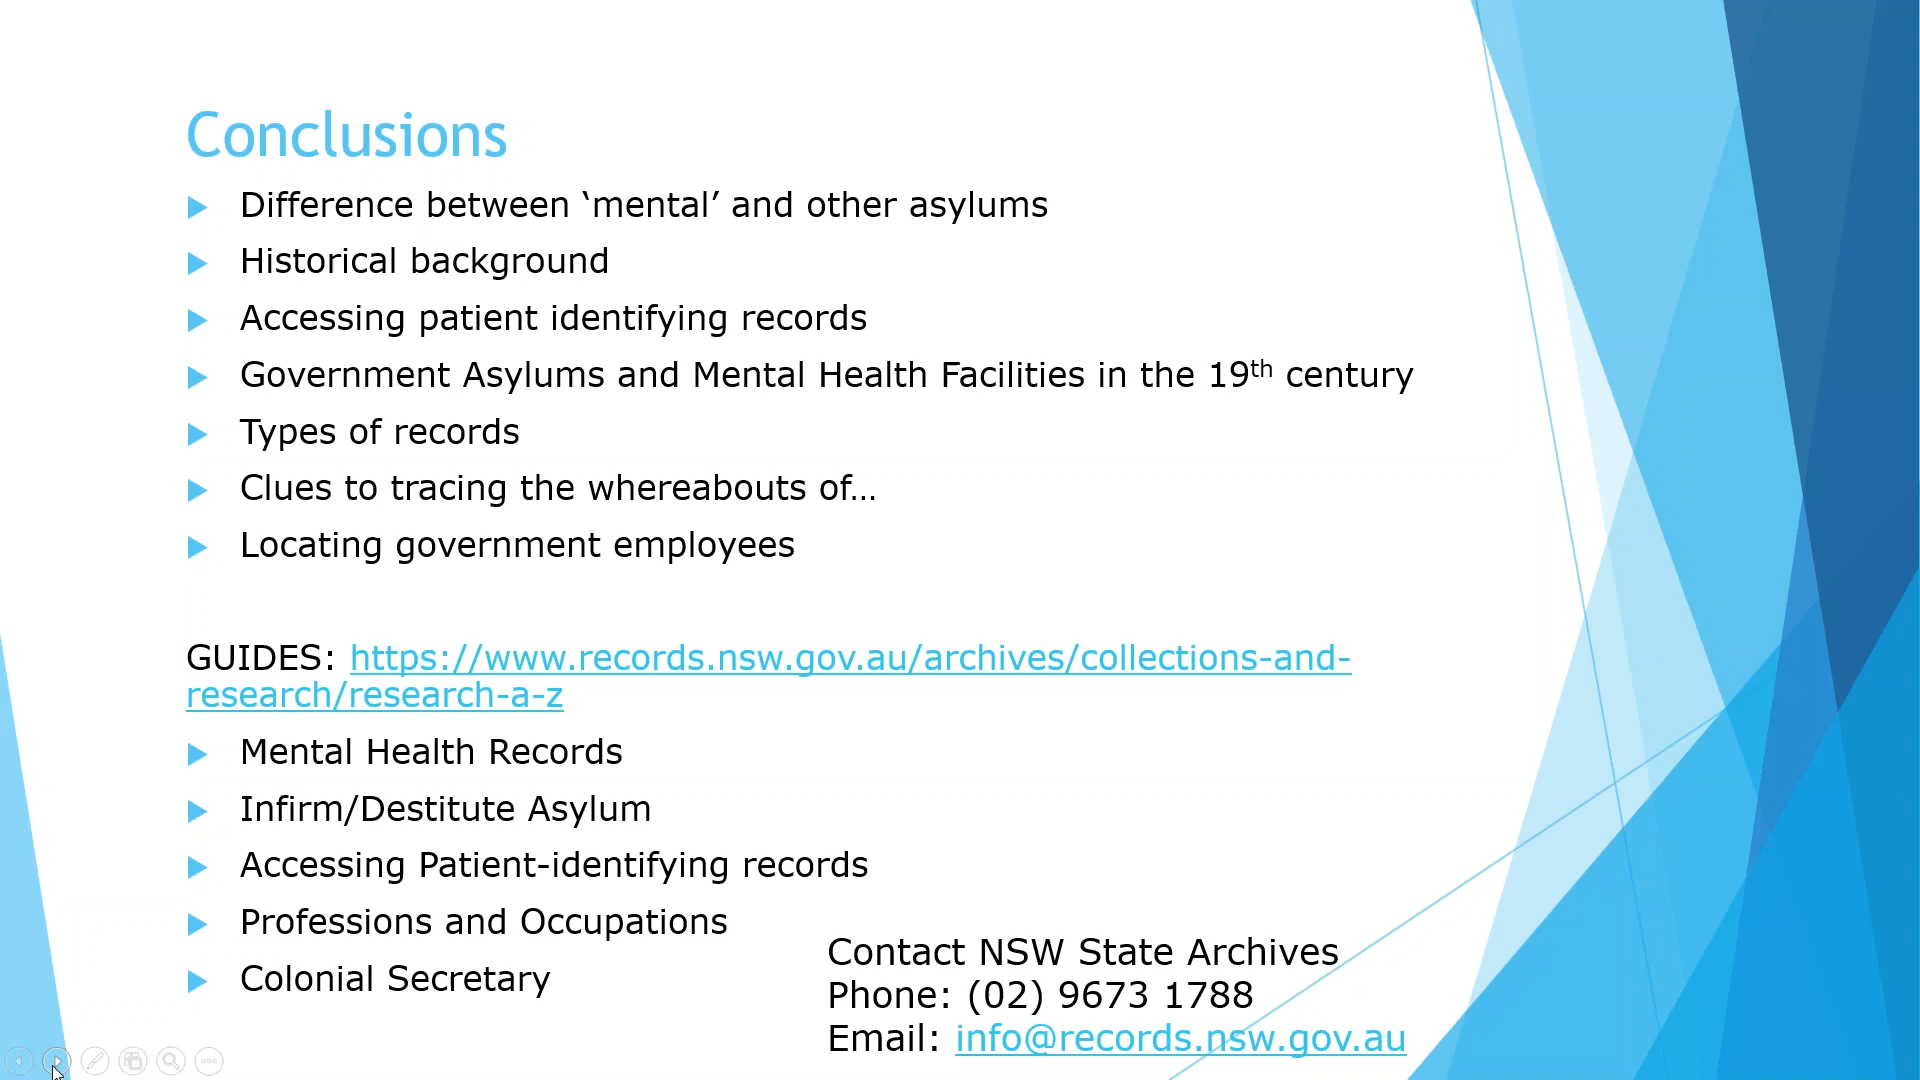 Conclusions
Difference between ‘mental’ and other asylums
Historical background
Accessing patient identifying records
Government Asylums and Mental Health Facilities in the 19th century
Types of records
Clues to tracing the whereabouts of…
Locating government employees
GUIDES: https://www.records.nsw.gov.au/archives/collections-and-
research/research-a-z
Mental Health Records
Infirm/Destitute Asylum
Accessing Patient-identifying records
Professions and Occupations
Colonial Secretary
Contact NSW State Archives
Phone: (02) 9673 1788
Email: info@records.nsw.gov.au